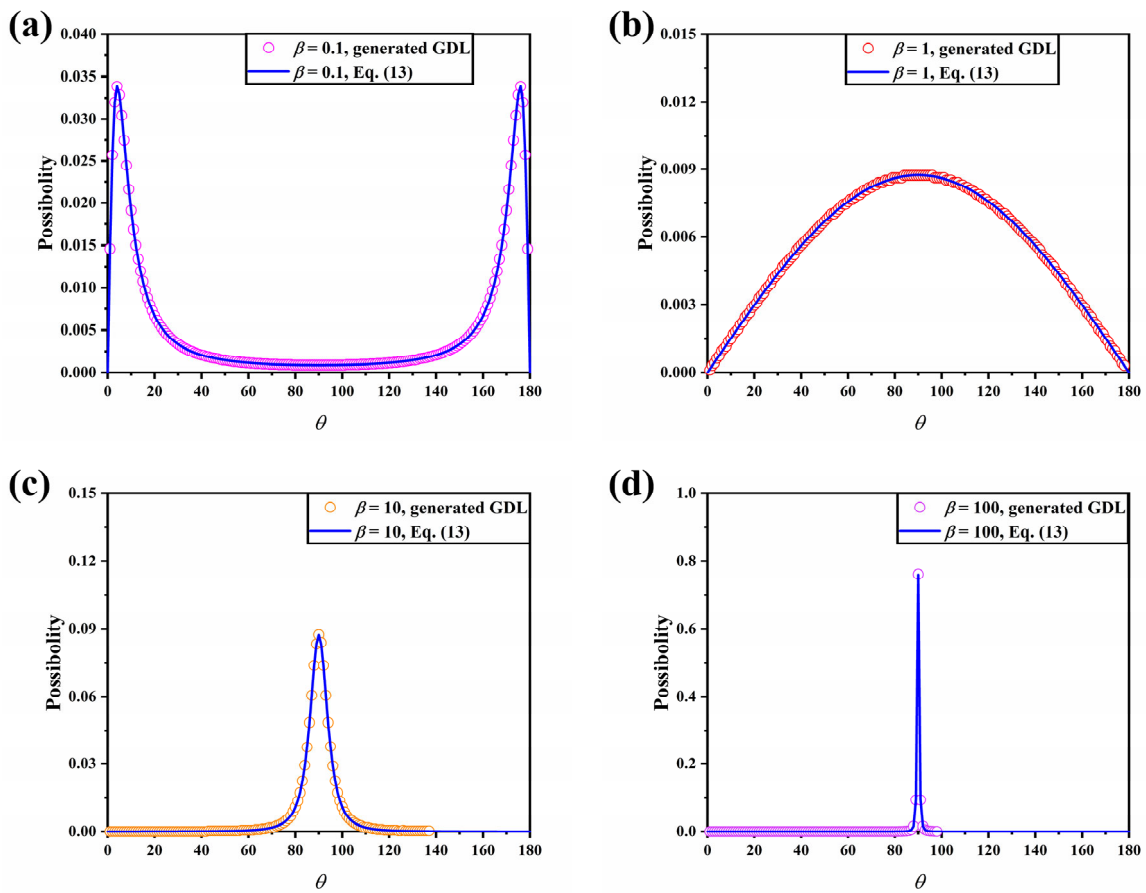 (a)
β = 0.1, generated GDL
β = 0.1, Eq. (13)
Possibolity
0.040
0.035
0.030
0.025
0.020
0.015
0.010
0.005
0.000
0 20 40 60 80 100 120 140 160 180
θ
(b)
β = 1, generated GDL
β = 1, Eq. (13)
Possibolity
0.015
0.012
0.009
0.006
0.003
0.000
0 20 40 60 80 100 120 140 160 180
θ
(c)
β = 10, generated GDL
β = 10, Eq. (13)
Possibolity
0.15
0.12
0.09
0.06
0.03
0.00
0 20 40 60 80 100 120 140 160 180
θ
(d)
β = 100, generated GDL
β = 100, Eq. (13)
Possibolity
1.0
0.8
0.6
0.4
0.2
0.0
0 20 40 60 80 100 120 140 160 180
θ